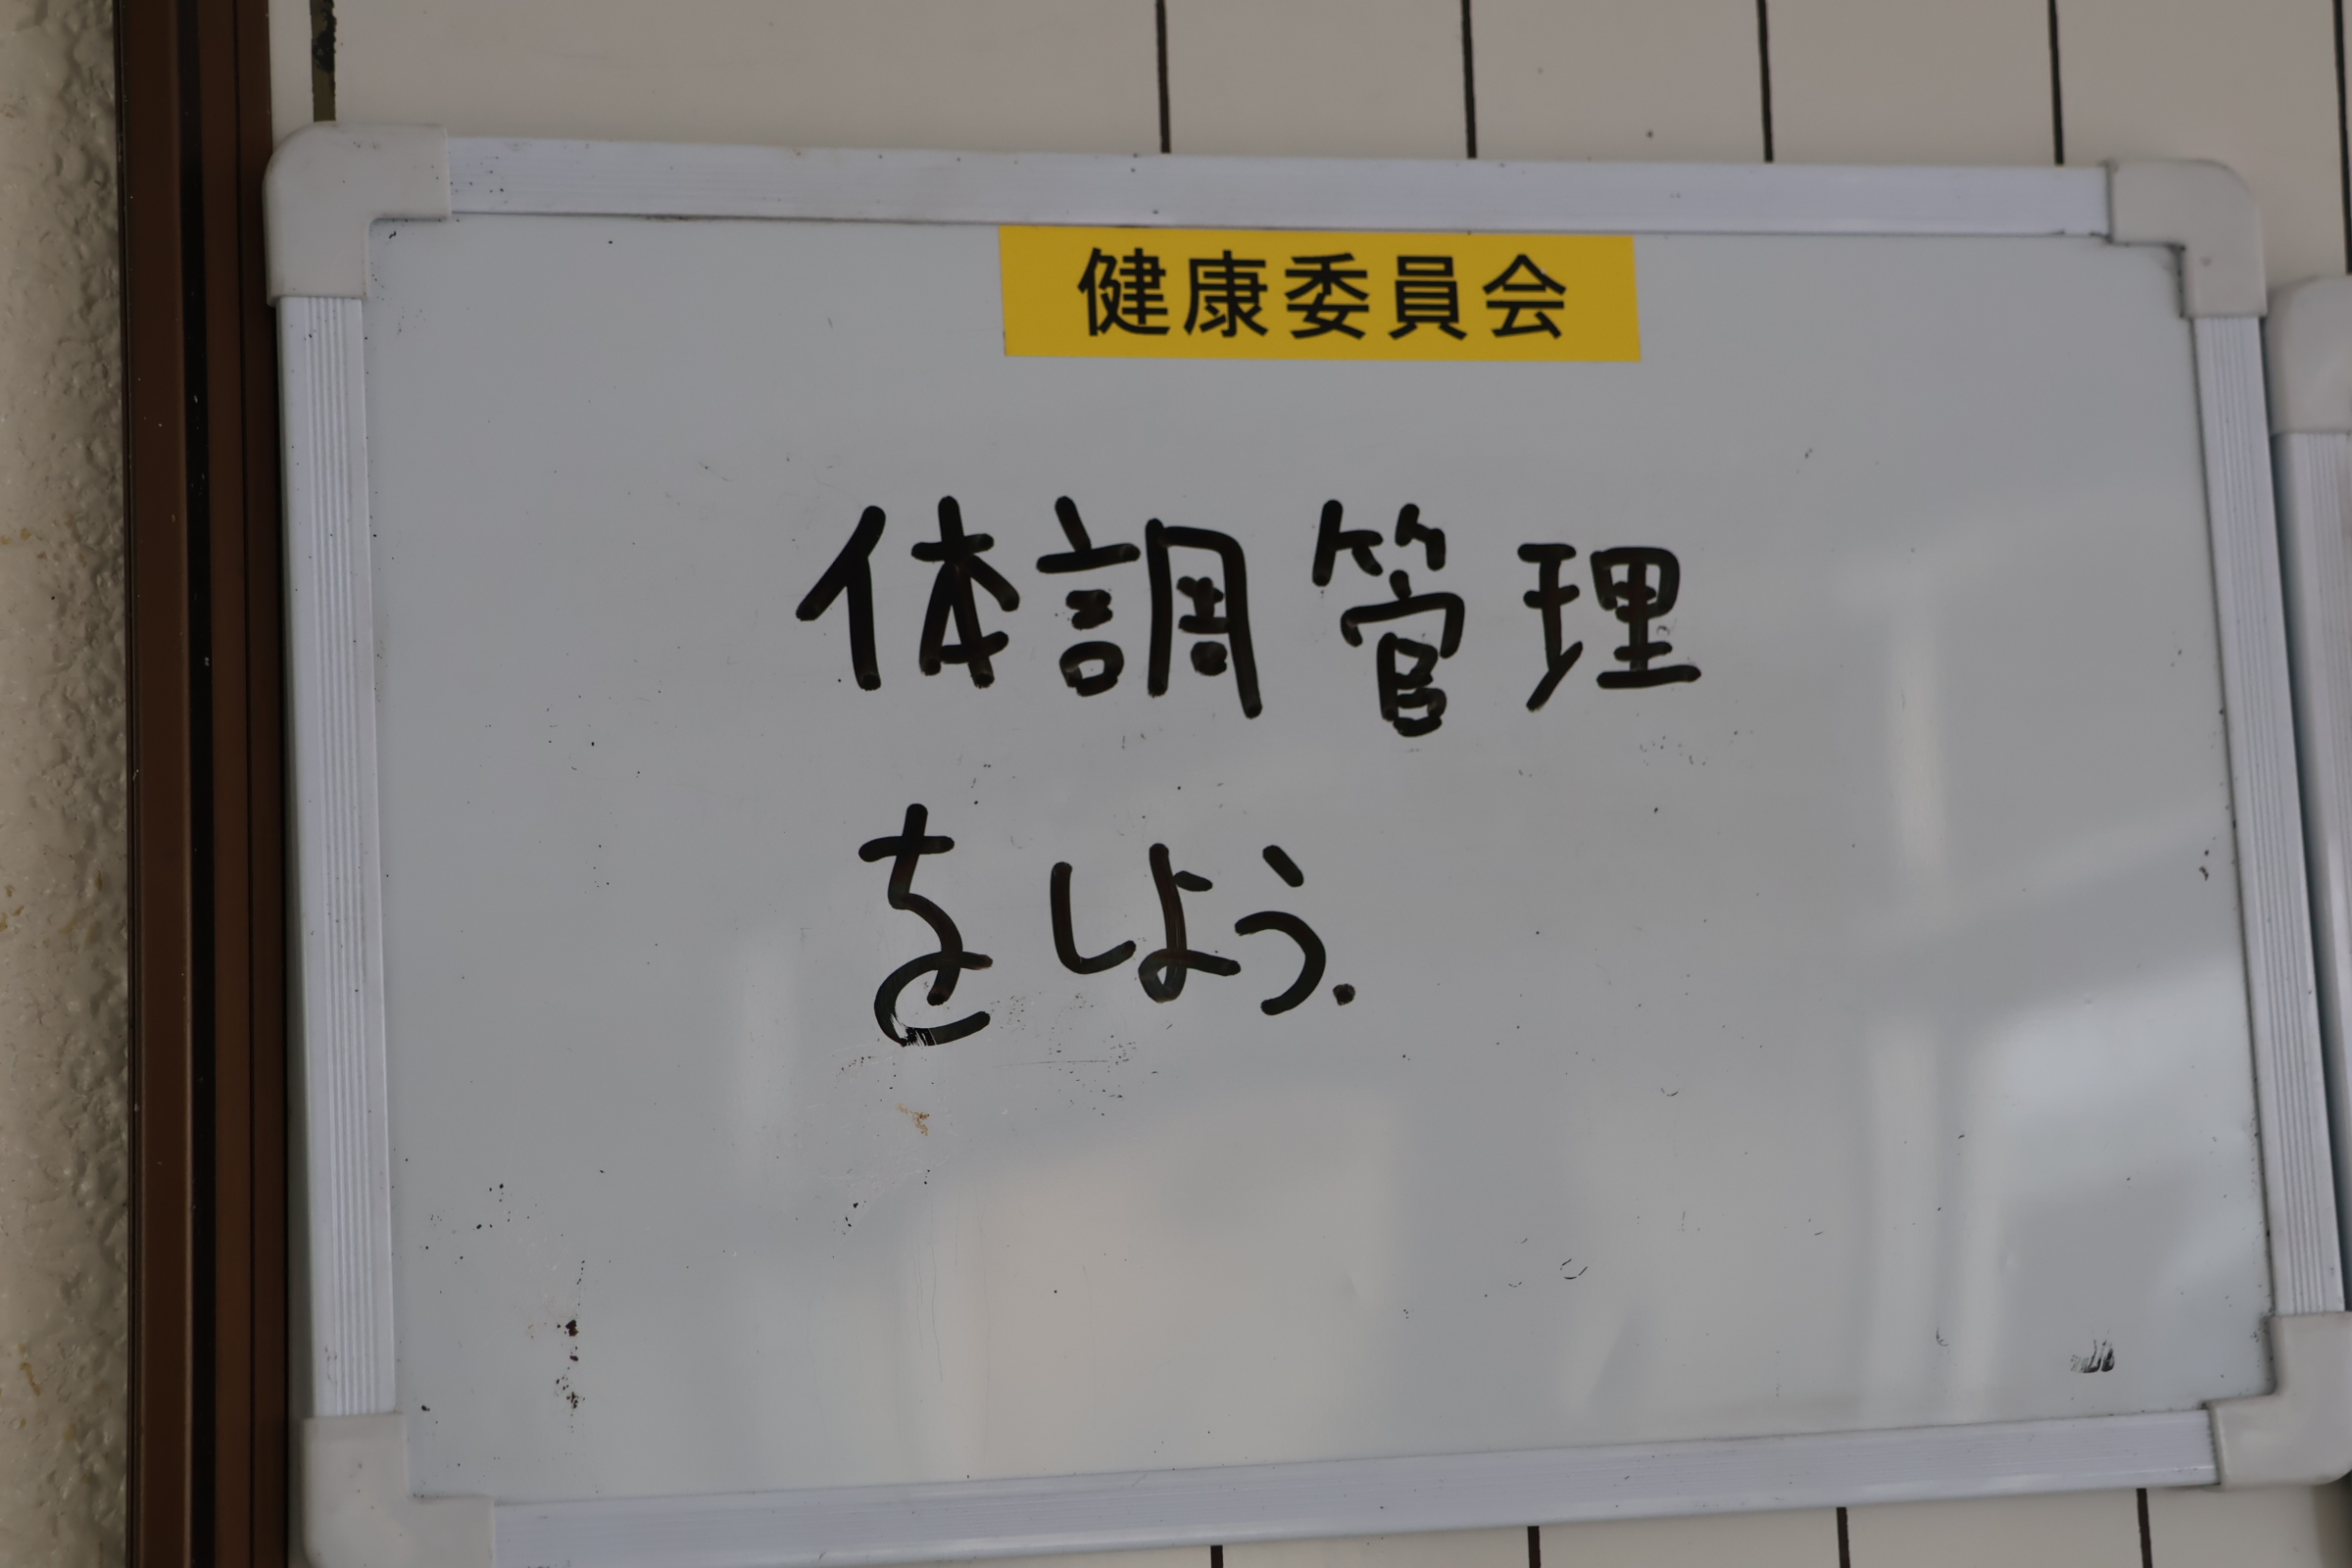 健康委員会
体調管理
をしよう.